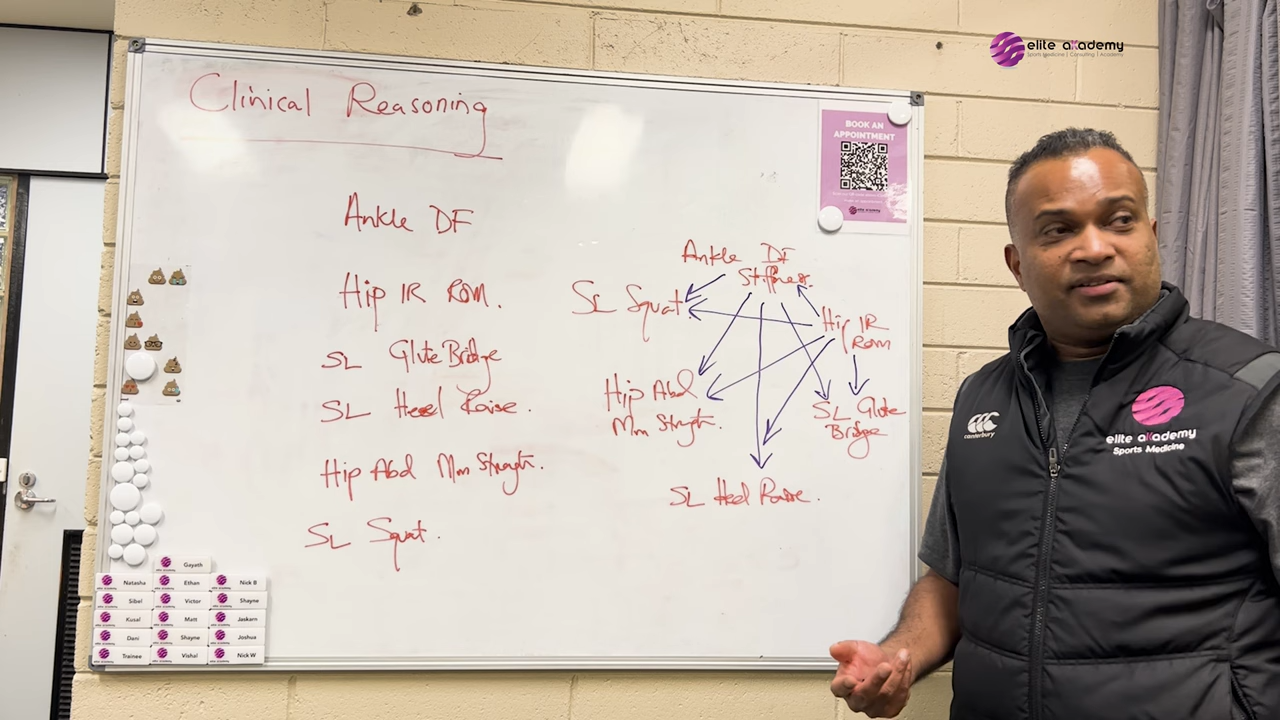 elite aKademy
Sports Medicine | Consulting | Academy
Clinical Reasoning
BOOK AN
APPOINTMENT
elite aKademy
Ankle DF
Hip IR ROM.
SL Glute Bridge
SL Heel Raise.
Hip Abd Mm Strength.
SL Squat.
Ankle DF
Stiffness.
SL Squat
Hip IR
ROM
Hip Abd
Mm Strength.
SL Glute
Bridge
SL Heel Raise.
Gayath
Natasha
Ethan
Nick B
Sibel
Victor
Shayne
Kusal
Matt
Jaskarn
Dani
Shayne
Joshua
Trainee
Vishal
Nick W
canterbury
elite aKademy
Sports Medicine